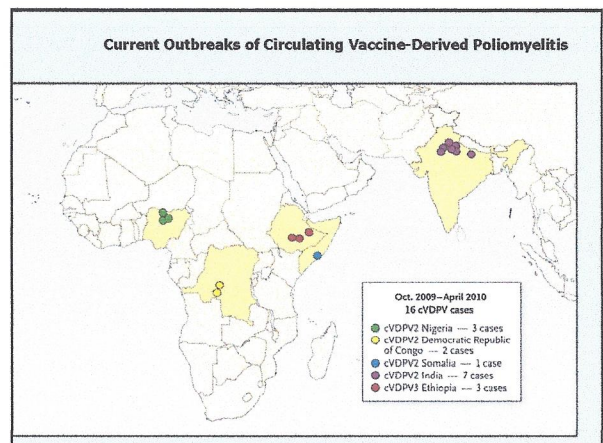 Current Outbreaks of Circulating Vaccine-Derived Poliomyelitis
Oct. 2009–April 2010
16 cVDPV cases
cVDPV2 Nigeria — 3 cases
cVDPV2 Democratic Republic
of Congo — 2 cases
cVDPV2 Somalia — 1 case
cVDPV2 India — 7 cases
cVDPV3 Ethiopia — 3 cases